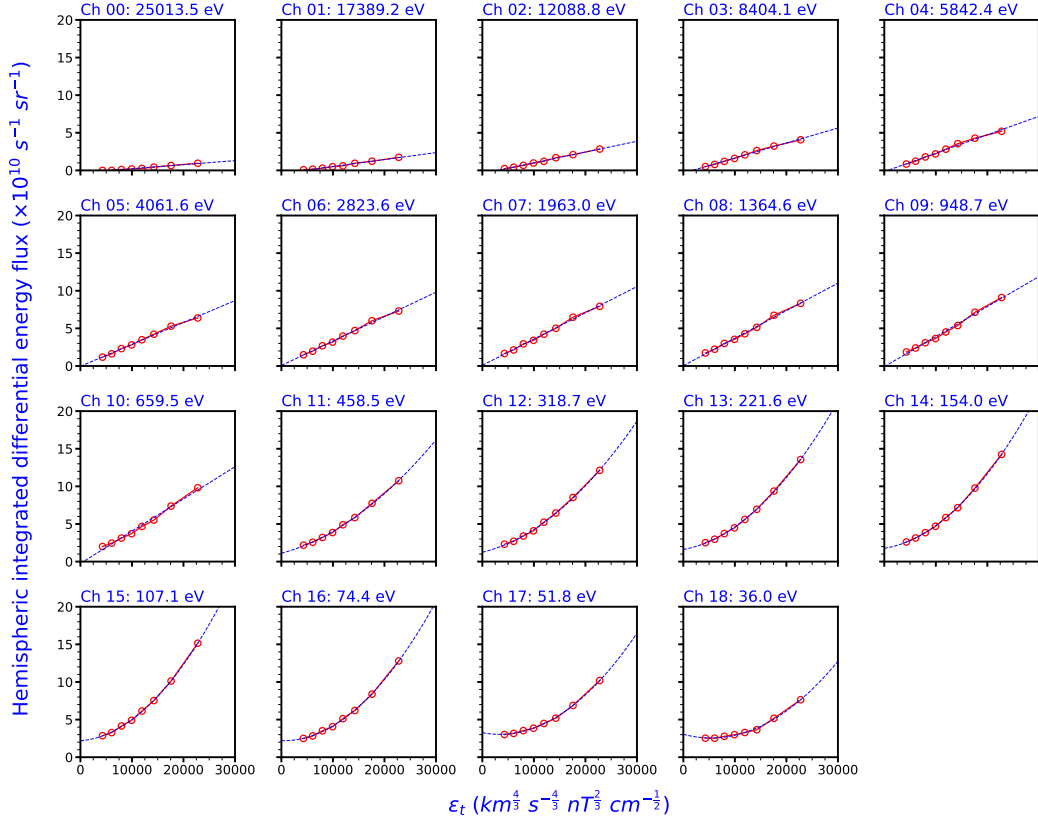 Hemispheric integrated differential energy flux (×10^10 s^−1 sr^−1)
Ch 00: 25013.5 eV Ch 01: 17389.2 eV Ch 02: 12088.8 eV Ch 03: 8404.1 eV Ch 04: 5842.4 eV
20
15
10
5
0
Ch 05: 4061.6 eV Ch 06: 2823.6 eV Ch 07: 1963.0 eV Ch 08: 1364.6 eV Ch 09: 948.7 eV
20
15
10
5
0
Ch 10: 659.5 eV Ch 11: 458.5 eV Ch 12: 318.7 eV Ch 13: 221.6 eV Ch 14: 154.0 eV
20
15
10
5
0
Ch 15: 107.1 eV Ch 16: 74.4 eV Ch 17: 51.8 eV Ch 18: 36.0 eV
20
15
10
5
0
0 10000 20000 30000 0 10000 20000 30000 0 10000 20000 30000 0 10000 20000 30000
ε_t (km^4/3 s^−4/3 nT^2/3 cm^−1/2)